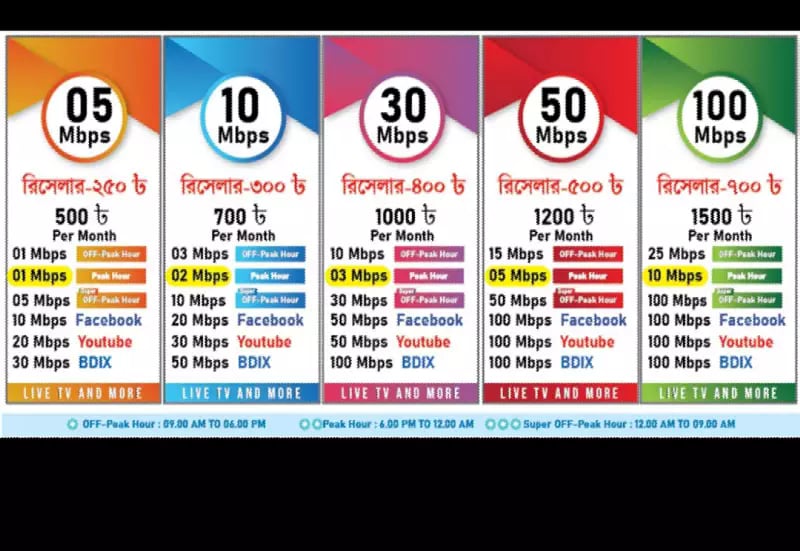 05
Mbps
রিসেলার-২৫০ ৳
500 ৳
Per Month
01 Mbps OFF-Peak Hour
01 Mbps Peak Hour
05 Mbps Super OFF-Peak Hour
10 Mbps Facebook
20 Mbps Youtube
30 Mbps BDIX
LIVE TV AND MORE
10
Mbps
রিসেলার-৩০০ ৳
700 ৳
Per Month
03 Mbps OFF-Peak Hour
02 Mbps Peak Hour
10 Mbps Super OFF-Peak Hour
20 Mbps Facebook
30 Mbps Youtube
50 Mbps BDIX
LIVE TV AND MORE
30
Mbps
রিসেলার-৪০০ ৳
1000 ৳
Per Month
10 Mbps OFF-Peak Hour
03 Mbps Peak Hour
30 Mbps Super OFF-Peak Hour
50 Mbps Facebook
50 Mbps Youtube
100 Mbps BDIX
LIVE TV AND MORE
50
Mbps
রিসেলার-৫০০ ৳
1200 ৳
Per Month
15 Mbps OFF-Peak Hour
05 Mbps Peak Hour
50 Mbps Super OFF-Peak Hour
100 Mbps Facebook
100 Mbps Youtube
100 Mbps BDIX
LIVE TV AND MORE
100
Mbps
রিসেলার-৭০০ ৳
1500 ৳
Per Month
25 Mbps OFF-Peak Hour
10 Mbps Peak Hour
100 Mbps Super OFF-Peak Hour
100 Mbps Facebook
100 Mbps Youtube
100 Mbps BDIX
LIVE TV AND MORE
OFF-Peak Hour : 09.00 AM TO 06.00 PM Peak Hour : 6.00 PM TO 12.00 AM Super OFF-Peak Hour : 12.00 AM TO 09.00 AM